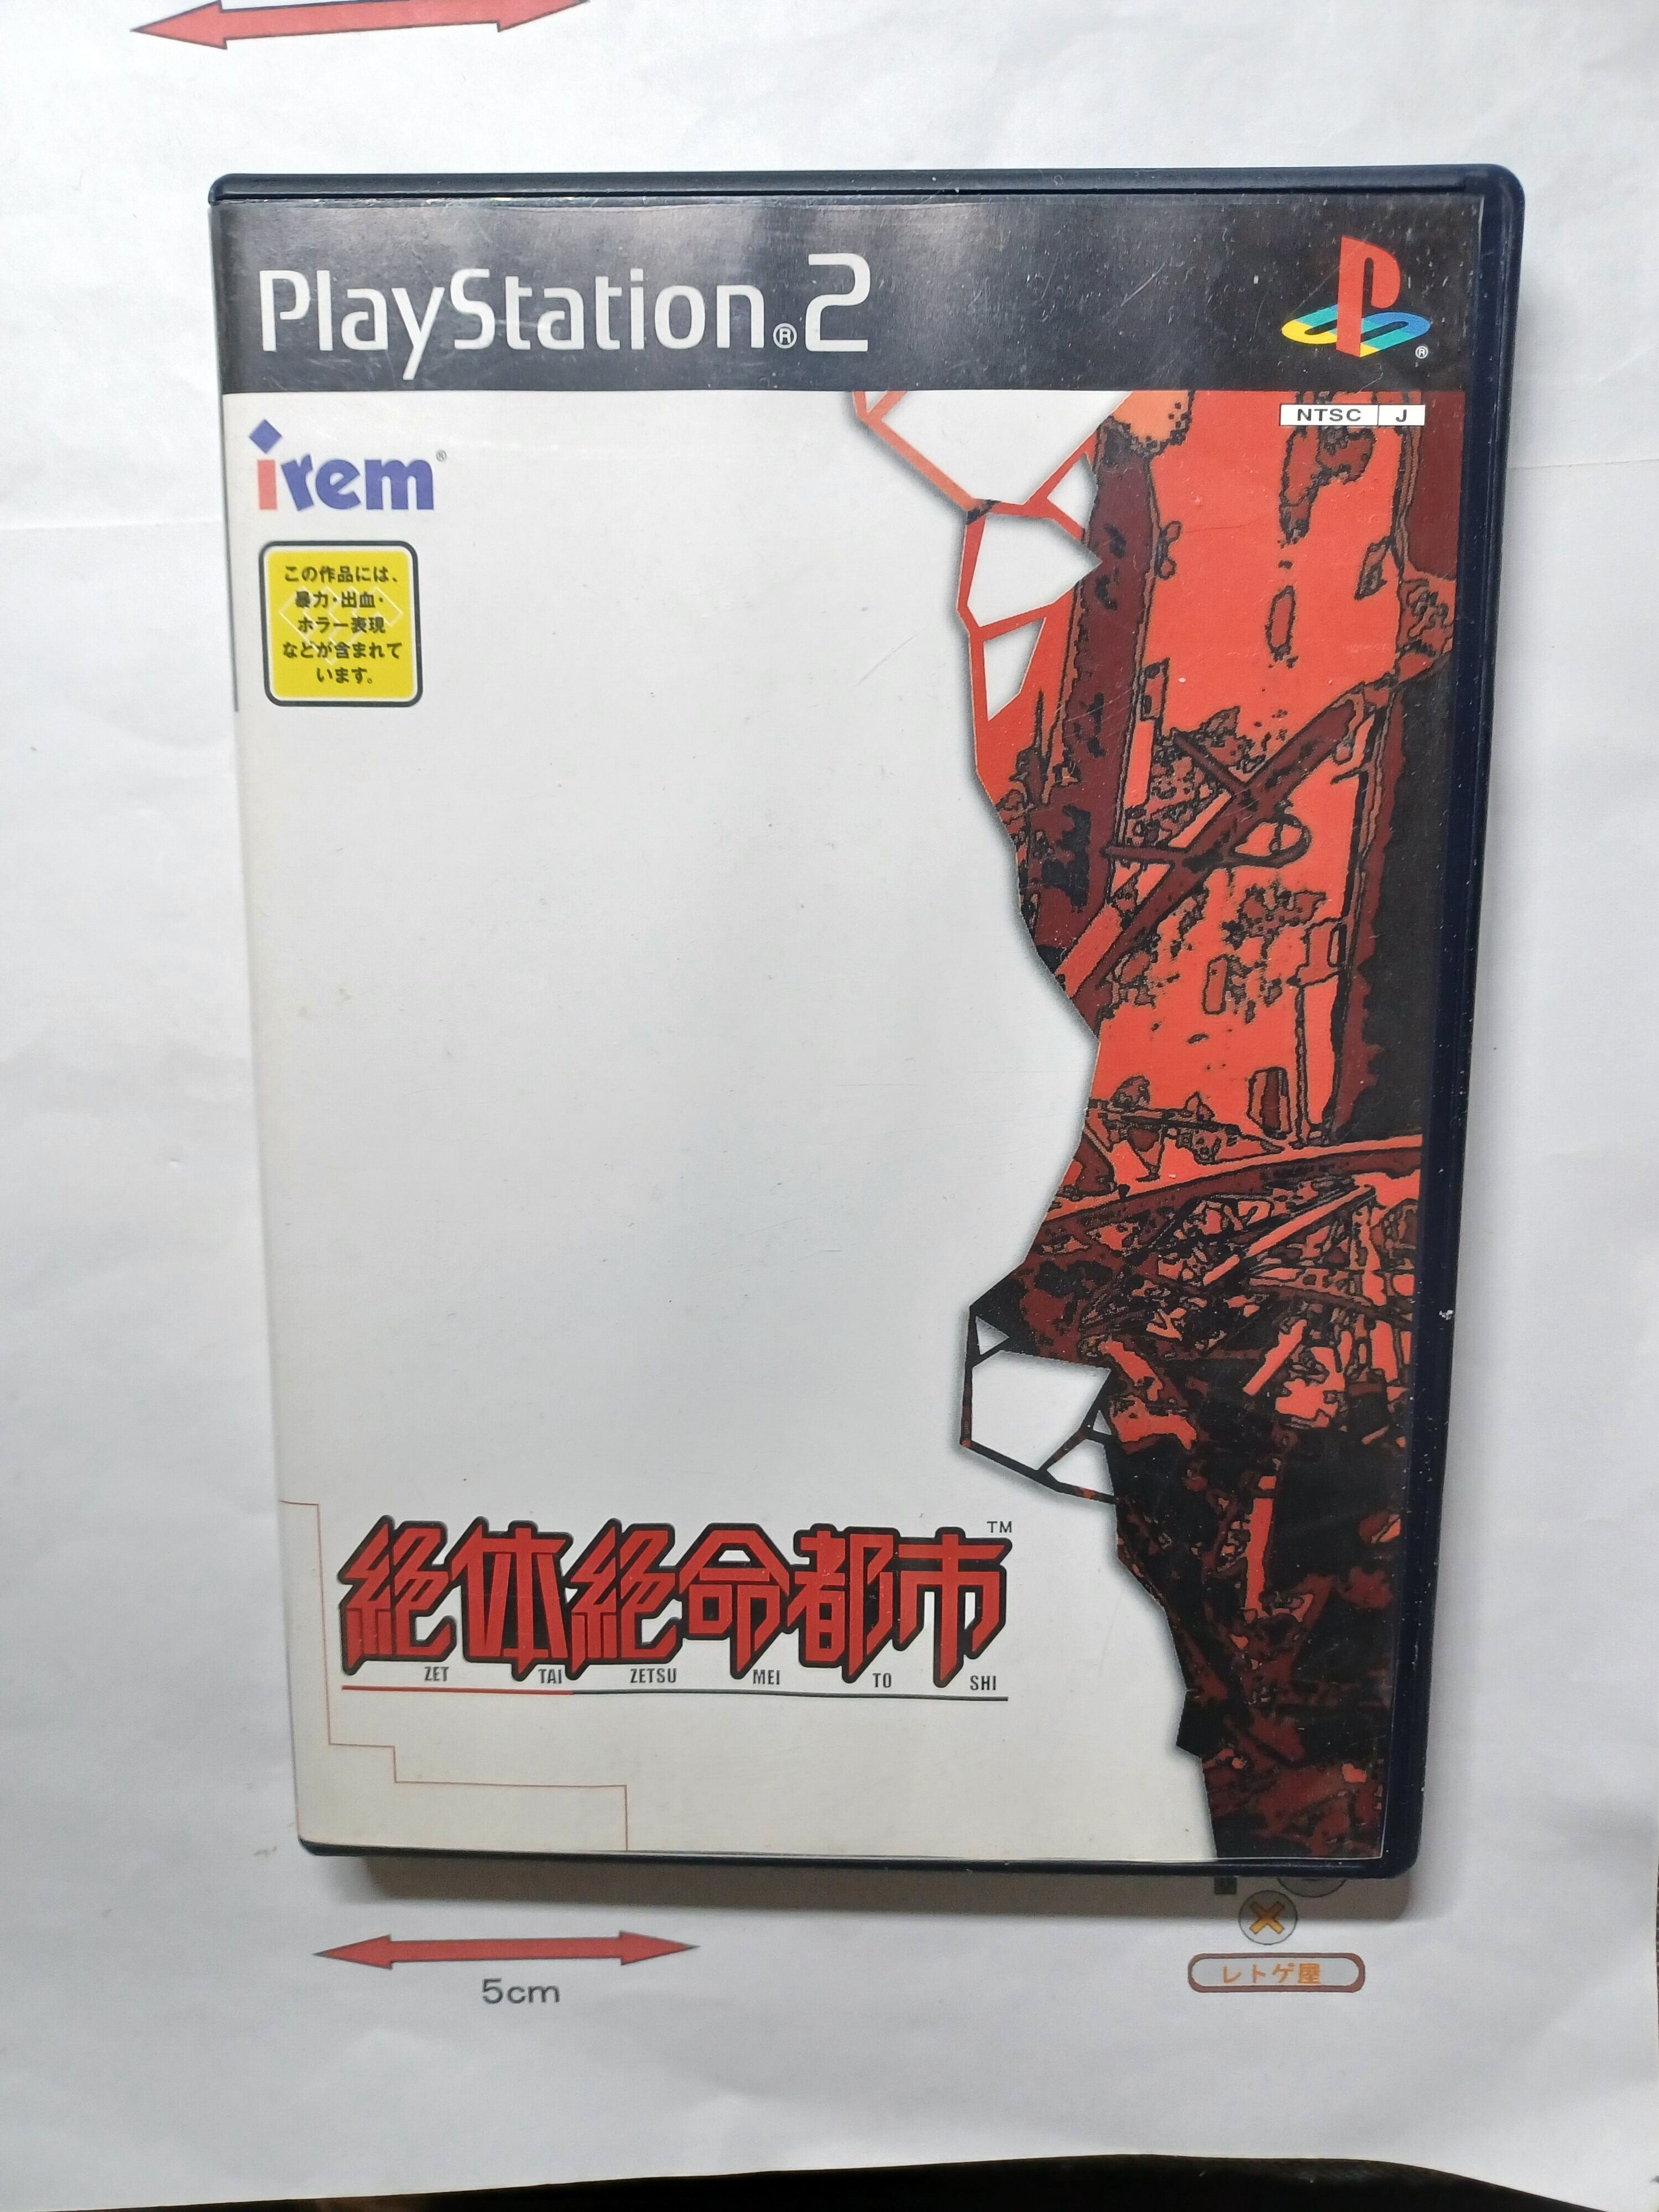 PlayStation®2
®
NTSC J
irem®
この作品には、
暴力・出血・
ホラー表現
などが含まれて
います。
絶体絶命都市™
ZET TAI ZETSU MEI TO SHI
5cm
レトゲ屋